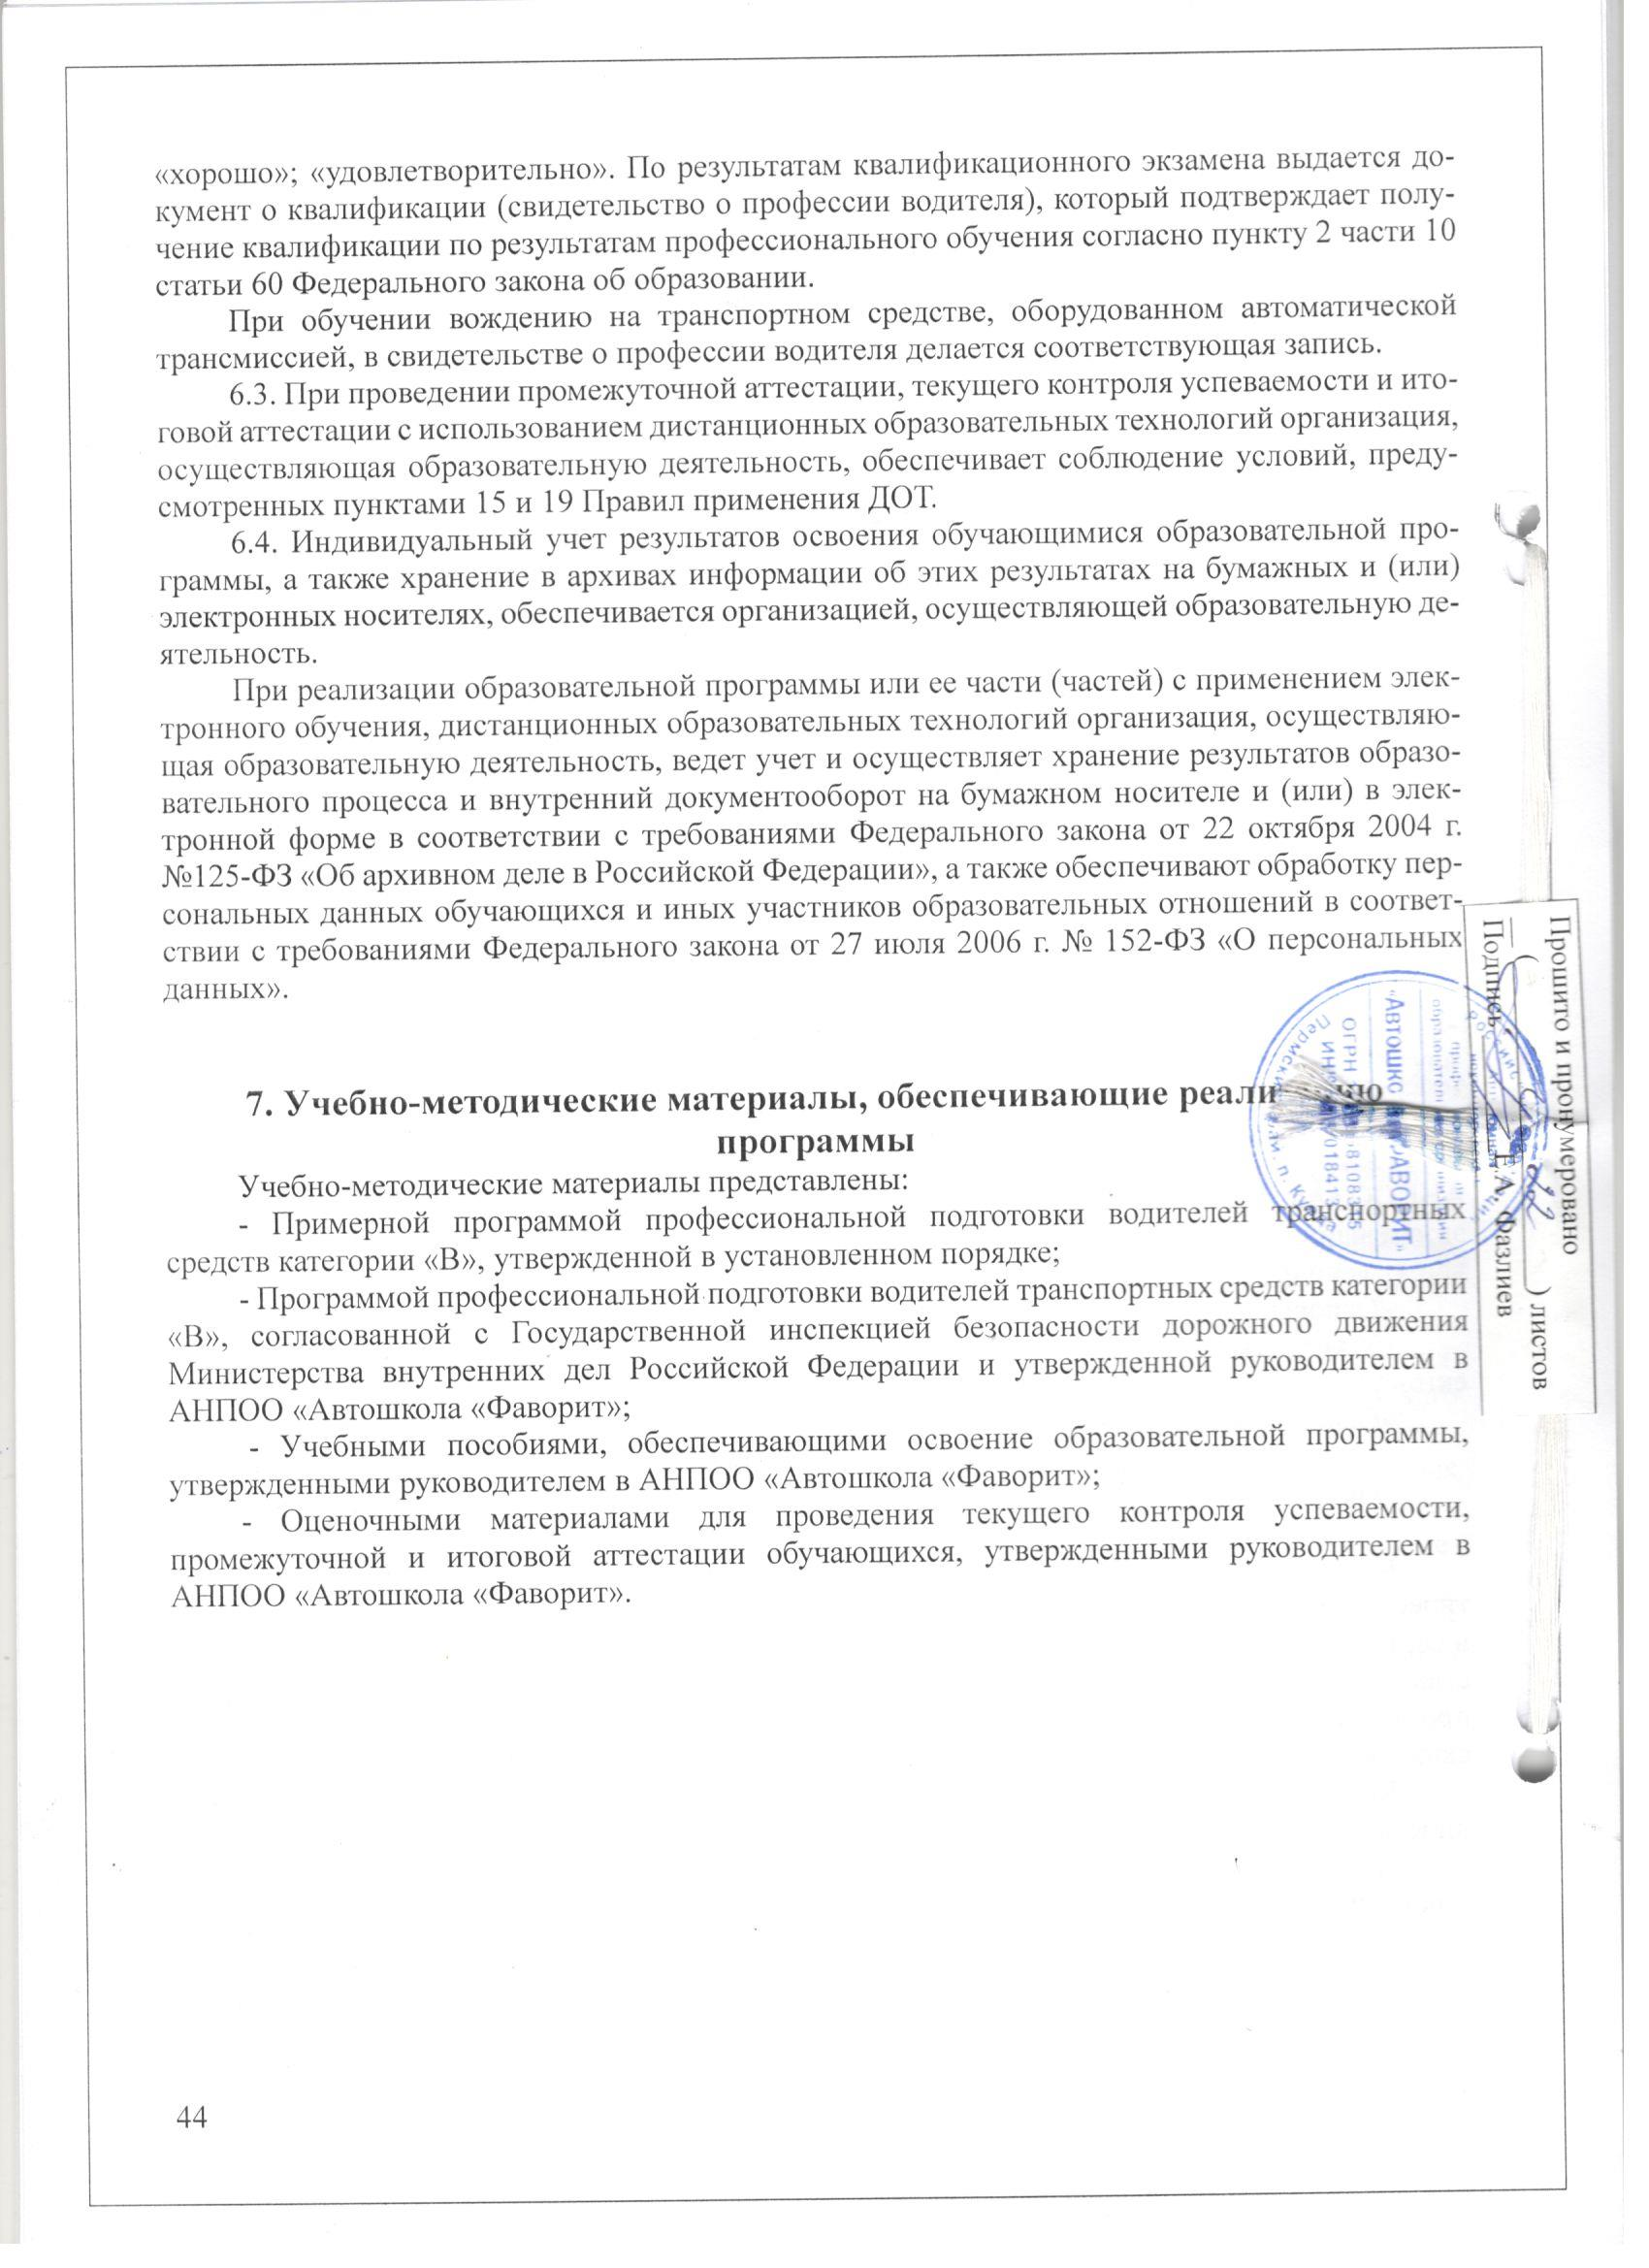 «хорошо»; «удовлетворительно». По результатам квалификационного экзамена выдается до-
кумент о квалификации (свидетельство о профессии водителя), который подтверждает полу-
чение квалификации по результатам профессионального обучения согласно пункту 2 части 10
статьи 60 Федерального закона об образовании.
При обучении вождению на транспортном средстве, оборудованном автоматической
трансмиссией, в свидетельстве о профессии водителя делается соответствующая запись.
6.3. При проведении промежуточной аттестации, текущего контроля успеваемости и ито-
говой аттестации с использованием дистанционных образовательных технологий организация,
осуществляющая образовательную деятельность, обеспечивает соблюдение условий, преду-
смотренных пунктами 15 и 19 Правил применения ДОТ.
6.4. Индивидуальный учет результатов освоения обучающимися образовательной про-
граммы, а также хранение в архивах информации об этих результатах на бумажных и (или)
электронных носителях, обеспечивается организацией, осуществляющей образовательную де-
ятельность.
При реализации образовательной программы или ее части (частей) с применением элек-
тронного обучения, дистанционных образовательных технологий организация, осуществляю-
щая образовательную деятельность, ведет учет и осуществляет хранение результатов образо-
вательного процесса и внутренний документооборот на бумажном носителе и (или) в элек-
тронной форме в соответствии с требованиями Федерального закона от 22 октября 2004 г.
№125-ФЗ «Об архивном деле в Российской Федерации», а также обеспечивают обработку пер-
сональных данных обучающихся и иных участников образовательных отношений в соответ-
ствии с требованиями Федерального закона от 27 июля 2006 г. № 152-ФЗ «О персональных
данных».
7. Учебно-методические материалы, обеспечивающие
программы
Учебно-методические материалы представлены:
- Примерной программой профессиональной подготовки водителей транспортных
средств категории «В», утвержденной в установленном порядке;
- Программой профессиональной подготовки водителей транспортных средств категории
«В», согласованной с Государственной инспекцией безопасности дорожного движения
Министерства внутренних дел Российской Федерации и утвержденной руководителем в
АНПОО «Автошкола «Фаворит»;
- Учебными пособиями, обеспечивающими освоение образовательной программы,
утвержденными руководителем в АНПОО «Автошкола «Фаворит»;
- Оценочными материалами для проведения текущего контроля успеваемости,
промежуточной и итоговой аттестации обучающихся, утвержденными руководителем в
АНПОО «Автошкола «Фаворит».
Прошито и пронумеровано
( ) листов
Подпись Е.А. Фазлиев
ОГРН
ИНН
44